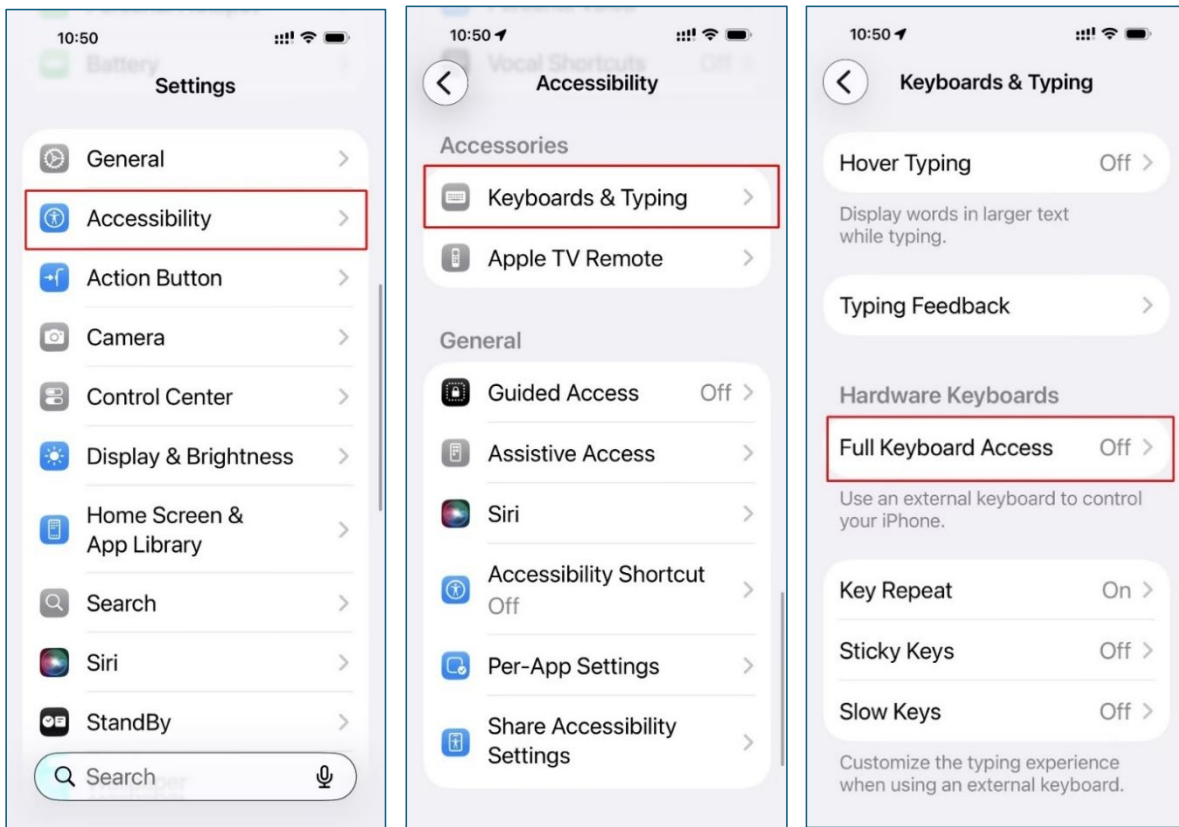 10:50
Battery
Settings
General
Accessibility
Action Button
Camera
Control Center
Display & Brightness
Home Screen &
App Library
Search
Siri
StandBy
Search
10:50
Vocal Shortcuts Off
Accessibility
Accessories
Keyboards & Typing
Apple TV Remote
General
Guided Access Off
Assistive Access
Siri
Accessibility Shortcut
Off
Per-App Settings
Share Accessibility
Settings
10:50
Keyboards & Typing
Hover Typing Off
Display words in larger text
while typing.
Typing Feedback
Hardware Keyboards
Full Keyboard Access Off
Use an external keyboard to control
your iPhone.
Key Repeat On
Sticky Keys Off
Slow Keys Off
Customize the typing experience
when using an external keyboard.